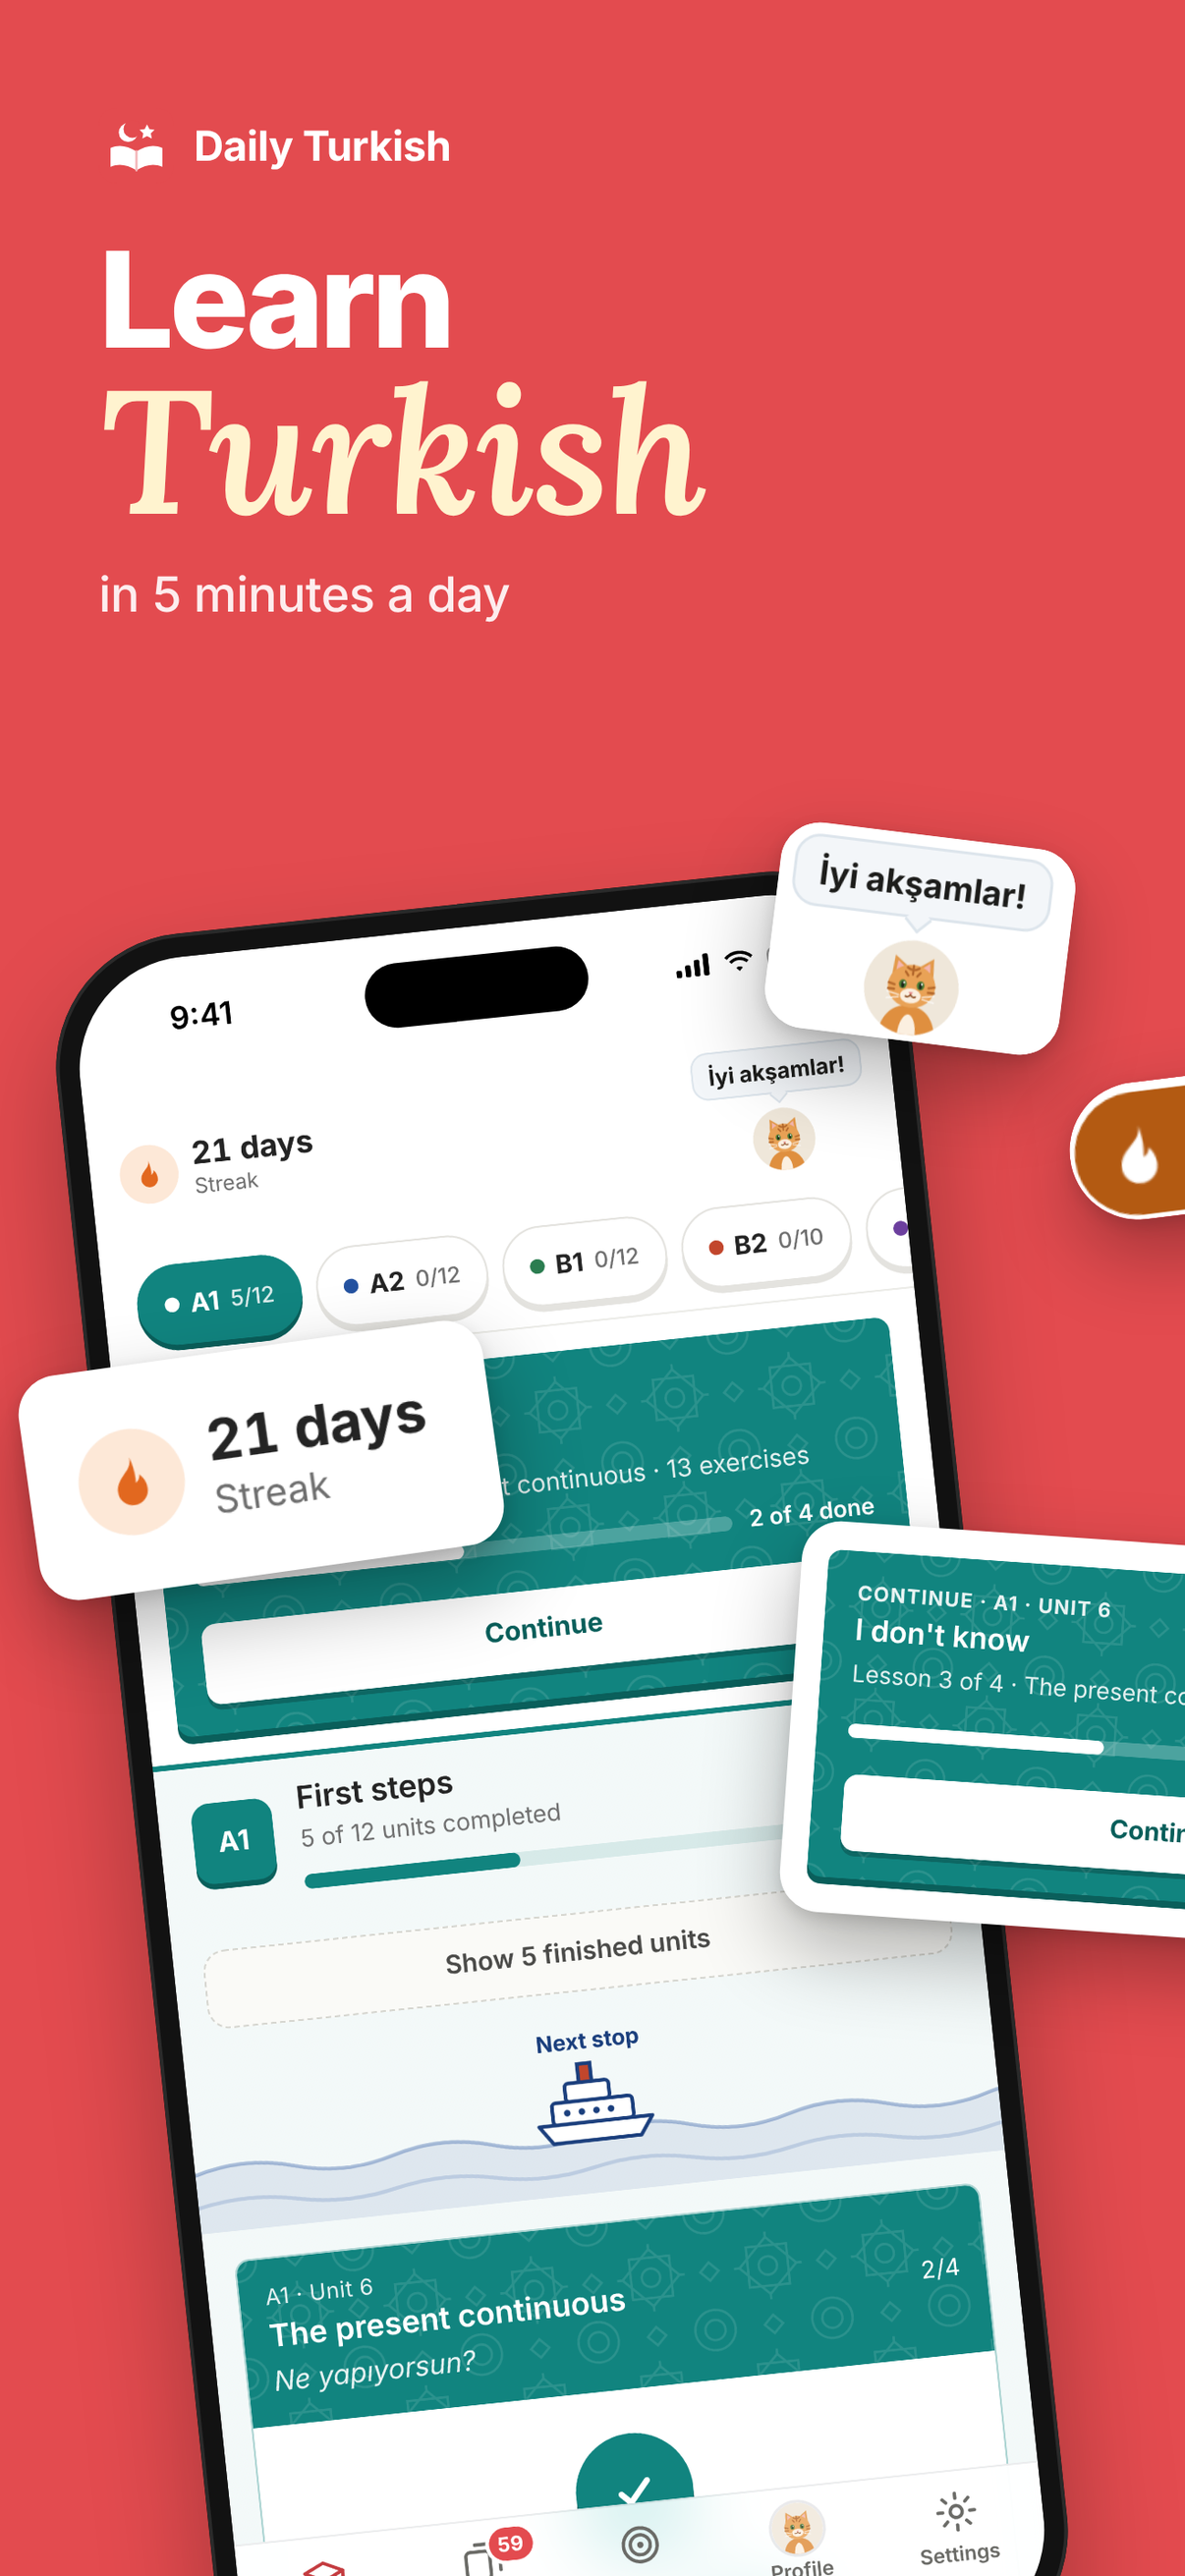 Daily Turkish
Learn
Turkish
in 5 minutes a day
İyi akşamlar!
9:41
İyi akşamlar!
21 days
Streak
A1 5/12
A2 0/12
B1 0/12
B2 0/10
21 days
Streak
continuous · 13 exercises
2 of 4 done
Continue
CONTINUE · A1 · UNIT 6
I don't know
Lesson 3 of 4 · The present
A1
First steps
5 of 12 units completed
Show 5 finished units
Next stop
A1 · Unit 6
The present continuous
2/4
Ne yapıyorsun?
59
Profile
Settings